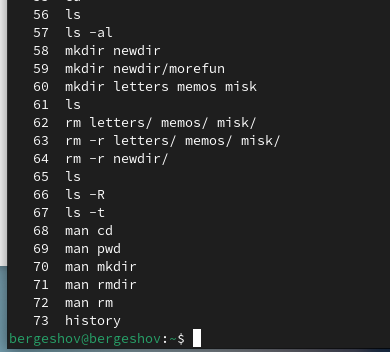 56 ls
57 ls -al
58 mkdir newdir
59 mkdir newdir/morefun
60 mkdir letters memos misk
61 ls
62 rm letters/ memos/ misk/
63 rm -r letters/ memos/ misk/
64 rm -r newdir/
65 ls
66 ls -R
67 ls -t
68 man cd
69 man pwd
70 man mkdir
71 man rmdir
72 man rm
73 history
bergeshov@bergeshov:~$